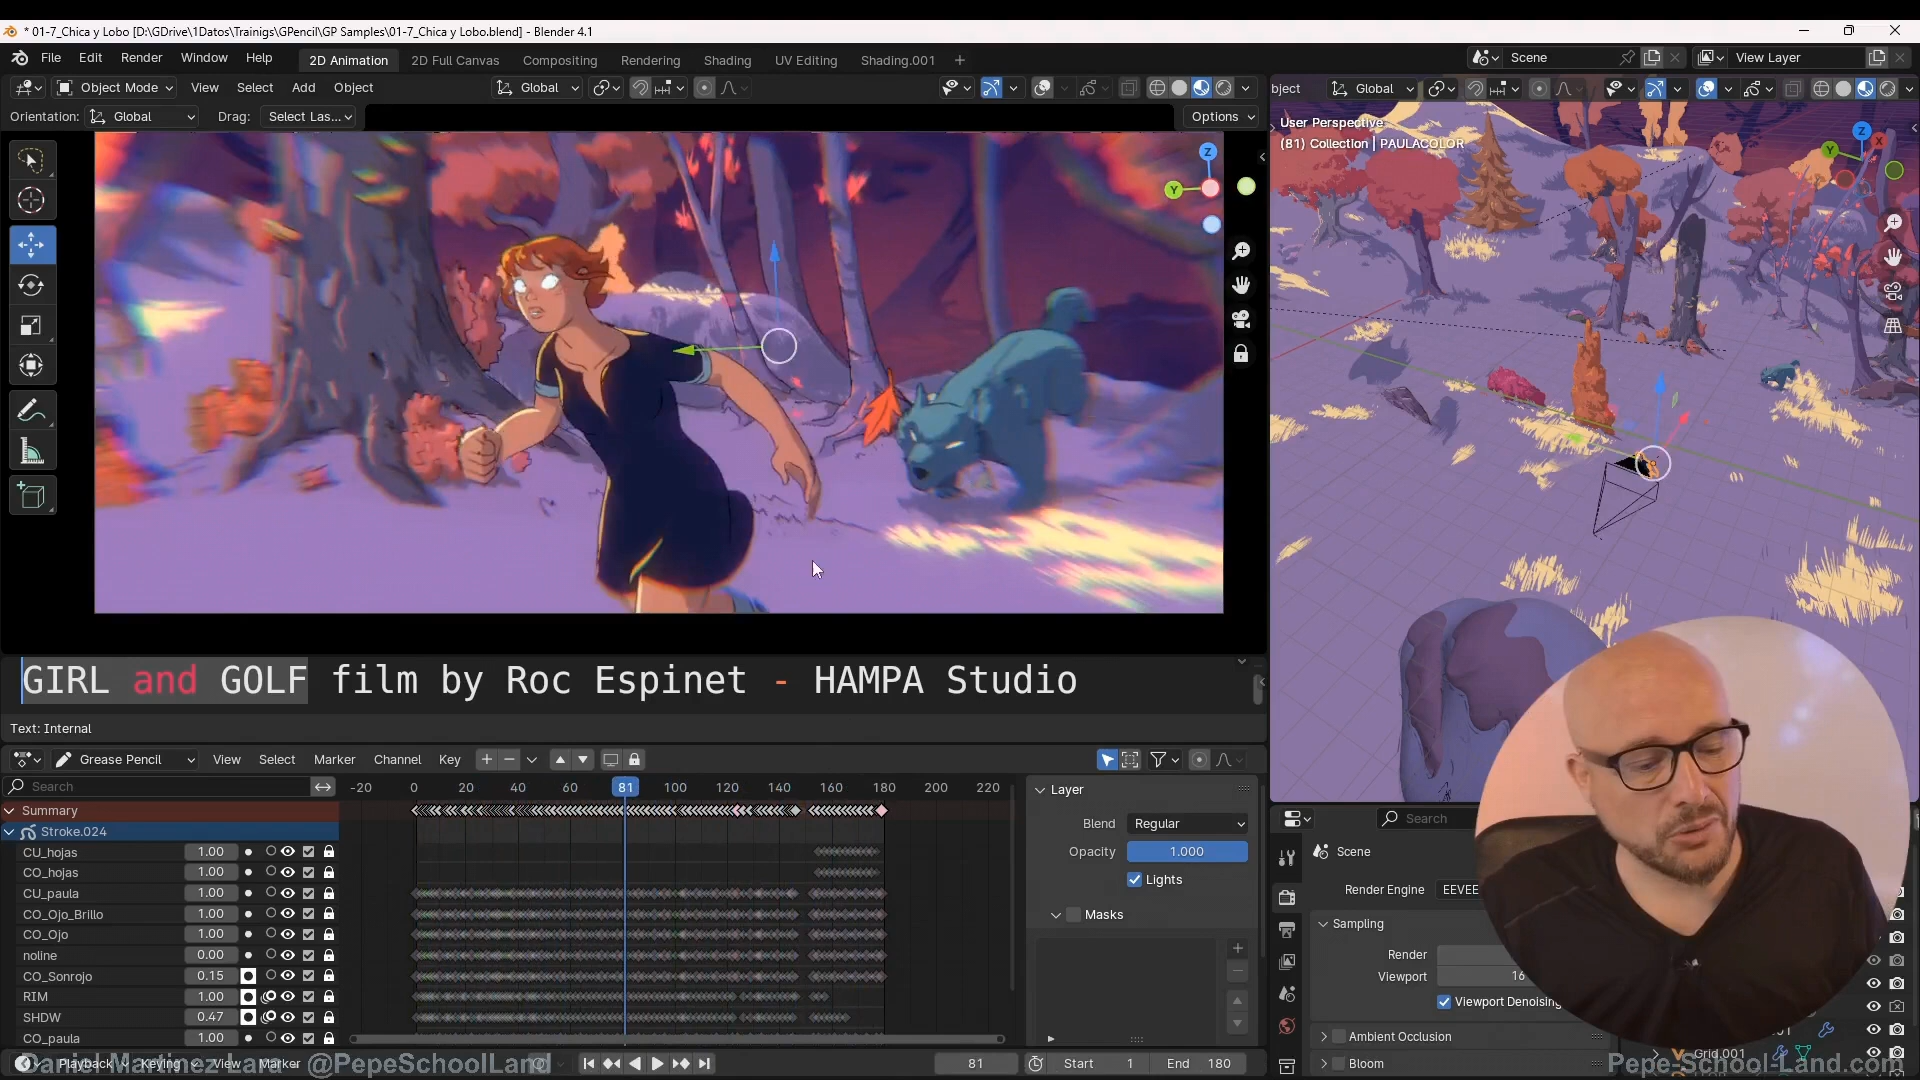 * 01-7_Chica y Lobo [D:\GDrive\1Datos\Trainigs\GPencil\GP Samples\01-7_Chica y Lobo.blend] - Blender 4.1
File Edit Render Window Help 2D Animation 2D Full Canvas Compositing Rendering Shading UV Editing Shading.001 + Scene View Layer
Object Mode View Select Add Object Global
bject Global
Orientation: Global Drag: Select Las... Options
User Perspective
(81) Collection | PAULACOLOR
Z
Y
Z
X
Y
GIRL and GOLF film by Roc Espinet - HAMPA Studio
Text: Internal
Grease Pencil View Select Marker Channel Key
Search
-20 0 20 40 60 81 100 120 140 160 180 200 220
Summary
Stroke.024
CU_hojas 1.00
CO_hojas 1.00
CU_paula 1.00
CO_Ojo_Brillo 1.00
CO_Ojo 1.00
noline 0.00
CO_Sonrojo 0.15
RIM 1.00
SHDW 0.47
CO_paula 1.00
Layer
Blend Regular
Opacity 1.000
Lights
Masks
Search
Scene
Render Engine EEVEE
Sampling
Render
Viewport 16
Viewport Denoising
Ambient Occlusion
Bloom
Grid.001
Playback Keying View Marker
81 Start 1 End 180
Daniel Martinez Lara @PepeSchoolLand
Pepe-School-Land.com